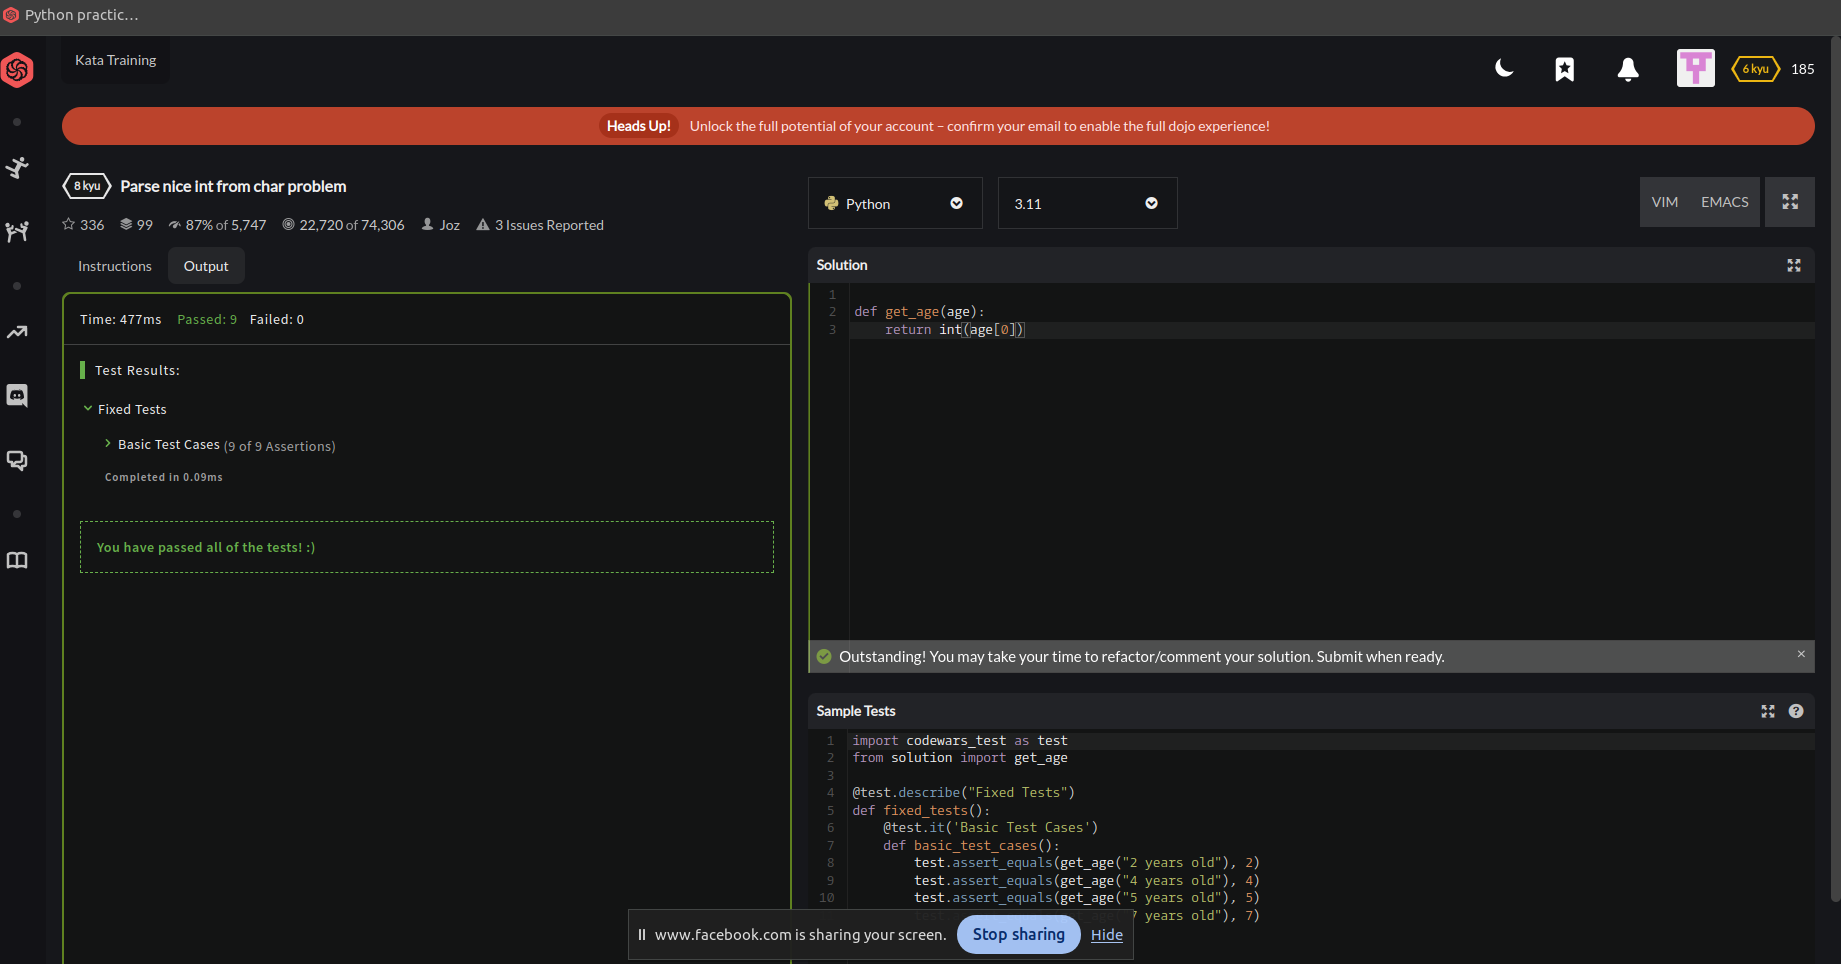 Python practic...
Kata Training
6 kyu
185
Heads Up! Unlock the full potential of your account – confirm your email to enable the full dojo experience!
8 kyu Parse nice int from char problem
336 99 87% of 5,747 22,720 of 74,306 Joz 3 Issues Reported
Instructions Output
Time: 477ms Passed: 9 Failed: 0
Test Results:
Fixed Tests
Basic Test Cases (9 of 9 Assertions)
Completed in 0.09ms
You have passed all of the tests! :)
Python
3.11
VIM EMACS
Solution
1
2 def get_age(age):
3     return int(age[0])
Outstanding! You may take your time to refactor/comment your solution. Submit when ready.
Sample Tests
1 import codewars_test as test
2 from solution import get_age
3
4 @test.describe("Fixed Tests")
5 def fixed_tests():
6     @test.it('Basic Test Cases')
7     def basic_test_cases():
8         test.assert_equals(get_age("2 years old"), 2)
9         test.assert_equals(get_age("4 years old"), 4)
10         test.assert_equals(get_age("5 years old"), 5)
7 years old"), 7)
www.facebook.com is sharing your screen. Stop sharing Hide